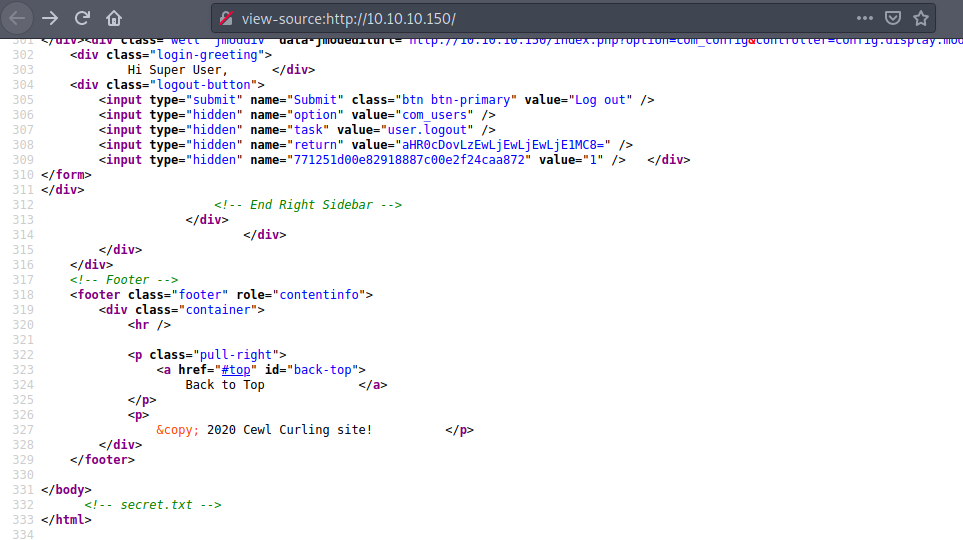 view-source:http://10.10.10.150/
301 </div><div class="well jmoddiv" data-jmodediturl="http://10.10.10.150/index.php?option=com_config&controller=config.display.mod
302 <div class="login-greeting">
303 Hi Super User, </div>
304 <div class="logout-button">
305 <input type="submit" name="Submit" class="btn btn-primary" value="Log out" />
306 <input type="hidden" name="option" value="com_users" />
307 <input type="hidden" name="task" value="user.logout" />
308 <input type="hidden" name="return" value="aHR0cDovLzEwLjEwLjEwLjE1MC8=" />
309 <input type="hidden" name="771251d00e82918887c00e2f24caa872" value="1" /> </div>
310 </form>
311 </div>
312 <!-- End Right Sidebar -->
313 </div>
314 </div>
315 </div>
316 </div>
317 <!-- Footer -->
318 <footer class="footer" role="contentinfo">
319 <div class="container">
320 <hr />
321
322 <p class="pull-right">
323 <a href="#top" id="back-top">
324 Back to Top </a>
325 </p>
326 <p>
327 &copy; 2020 Cewl Curling site! </p>
328 </div>
329 </footer>
330
331 </body>
332 <!-- secret.txt -->
333 </html>
334